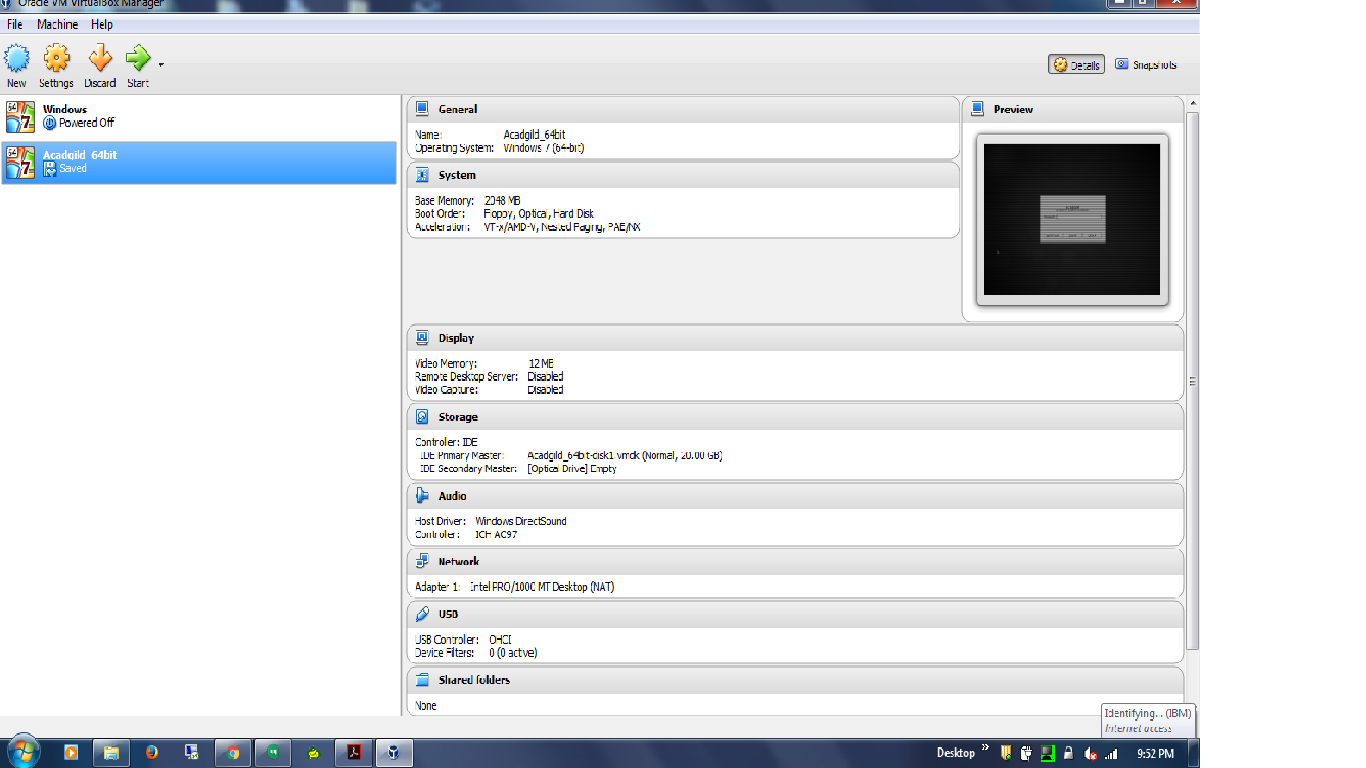 Oracle VM VirtualBox Manager
File Machine Help
New Settings Discard Start
Details Snapshots
Windows
Powered Off
Acadgild_64bit
Saved
General
Name: Acadgild_64bit
Operating System: Windows 7 (64-bit)
System
Base Memory: 2048 MB
Boot Order: Floppy, Optical, Hard Disk
Acceleration: VT-x/AMD-V, Nested Paging, PAE/NX
Preview
Display
Video Memory: 12 MB
Remote Desktop Server: Disabled
Video Capture: Disabled
Storage
Controller: IDE
IDE Primary Master: Acadgild_64bit-disk1.vmdk (Normal, 20.00 GB)
IDE Secondary Master: [Optical Drive] Empty
Audio
Host Driver: Windows DirectSound
Controller: ICH AC97
Network
Adapter 1: Intel PRO/1000 MT Desktop (NAT)
USB
USB Controller: OHCI
Device Filters: 0 (0 active)
Shared folders
None
Identifying... (IBM)
Internet access
Desktop » 9:52 PM